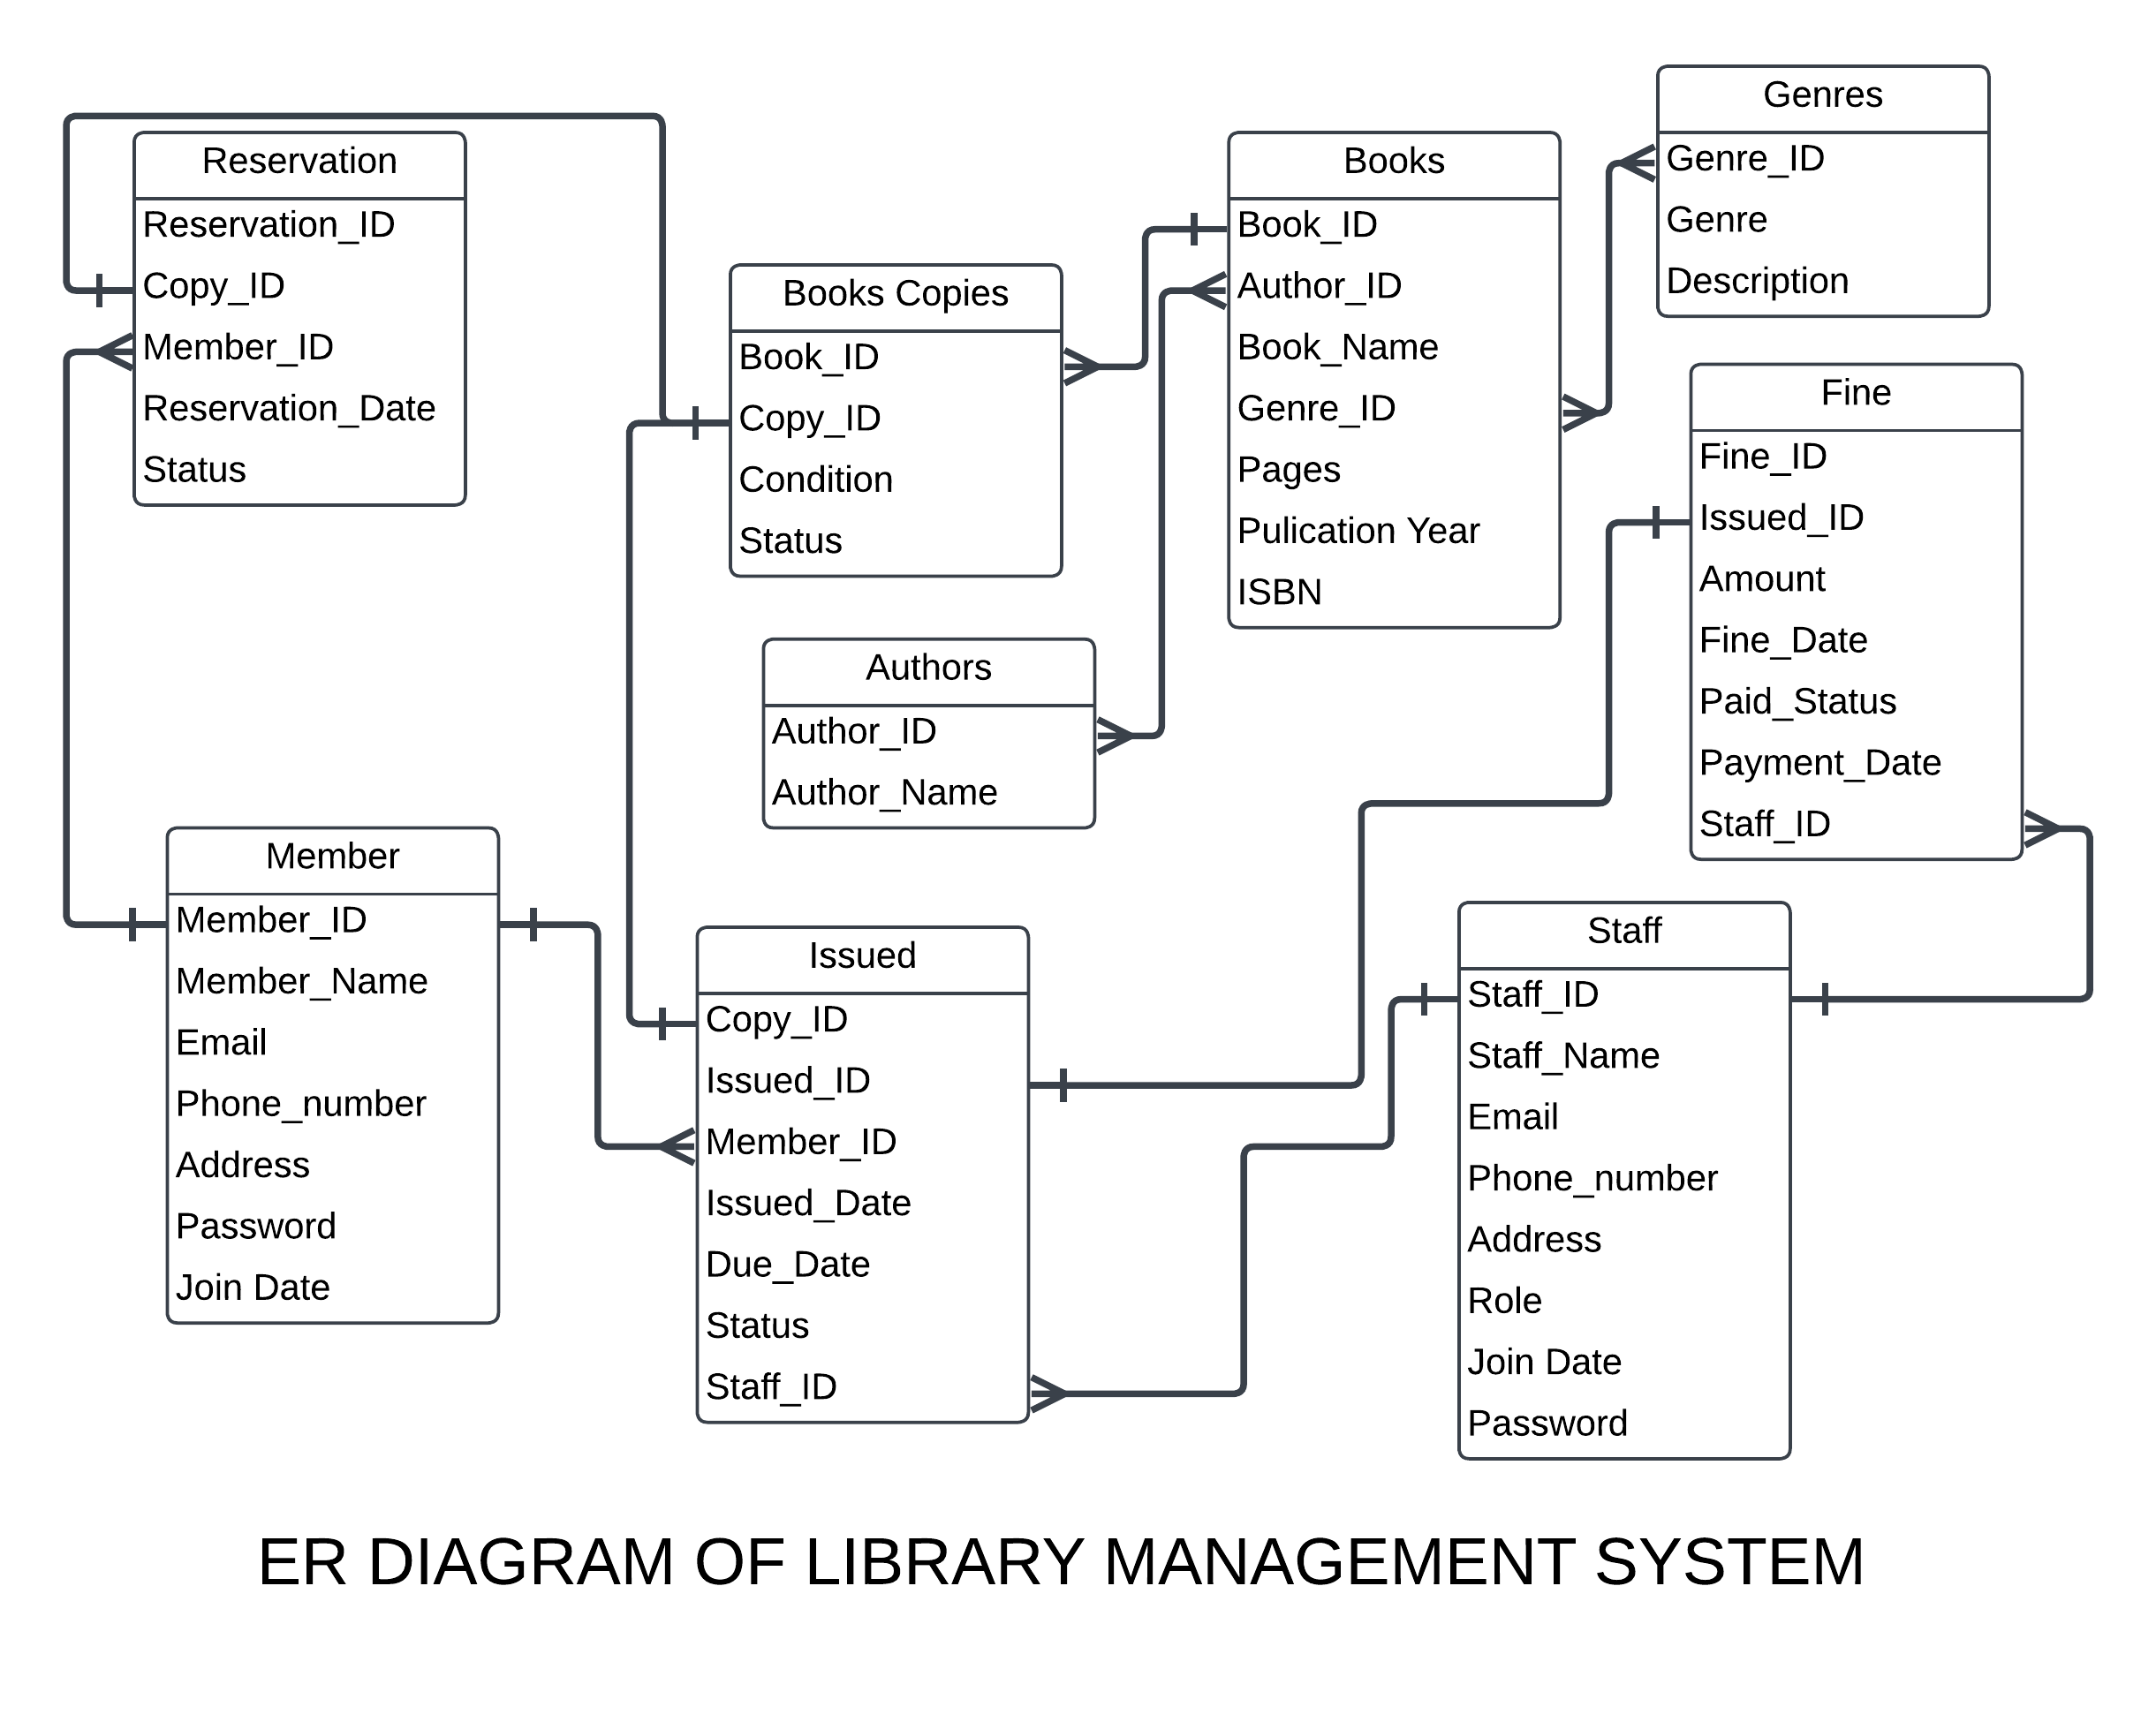 Genres
Genre_ID
Genre
Description
Reservation
Reservation_ID
Copy_ID
Member_ID
Reservation_Date
Status
Books
Book_ID
Author_ID
Book_Name
Genre_ID
Pages
Pulication Year
ISBN
Books Copies
Book_ID
Copy_ID
Condition
Status
Fine
Fine_ID
Issued_ID
Amount
Fine_Date
Paid_Status
Payment_Date
Staff_ID
Authors
Author_ID
Author_Name
Member
Member_ID
Member_Name
Email
Phone_number
Address
Password
Join Date
Issued
Copy_ID
Issued_ID
Member_ID
Issued_Date
Due_Date
Status
Staff_ID
Staff
Staff_ID
Staff_Name
Email
Phone_number
Address
Role
Join Date
Password
ER DIAGRAM OF LIBRARY MANAGEMENT SYSTEM